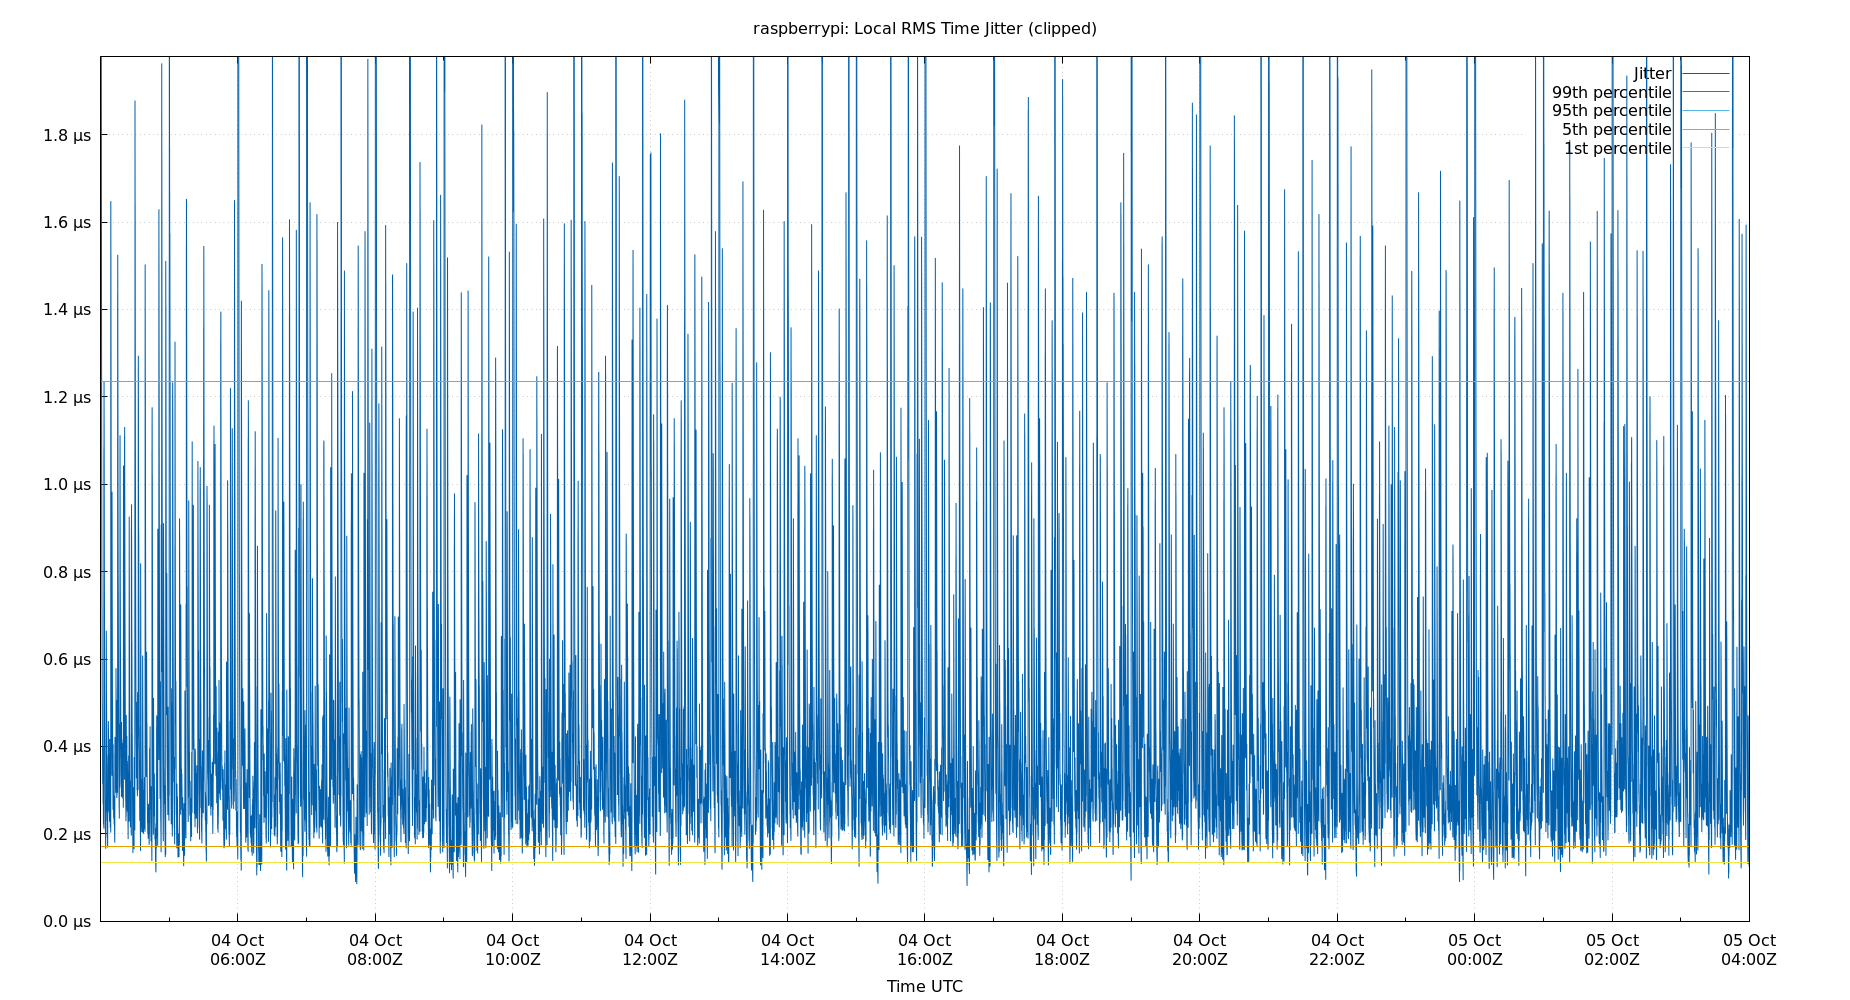 raspberrypi: Local RMS Time Jitter (clipped)
Jitter
99th percentile
95th percentile
5th percentile
1st percentile
1.8 µs
1.6 µs
1.4 µs
1.2 µs
1.0 µs
0.8 µs
0.6 µs
0.4 µs
0.2 µs
0.0 µs
04 Oct 04 Oct 04 Oct 04 Oct 04 Oct 04 Oct 04 Oct 04 Oct 04 Oct 05 Oct 05 Oct 05 Oct
06:00Z 08:00Z 10:00Z 12:00Z 14:00Z 16:00Z 18:00Z 20:00Z 22:00Z 00:00Z 02:00Z 04:00Z
Time UTC